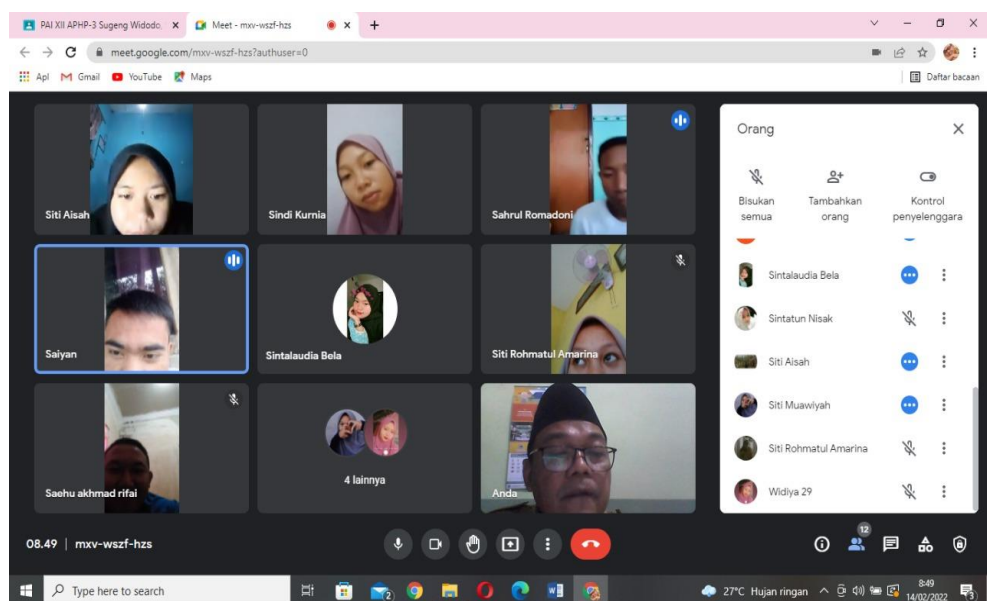 PAI XII APHP-3 Sugeng Widodo,
Meet - mxv-wszf-hzs
meet.google.com/mxv-wszf-hzs?authuser=0
Apl
Gmail
YouTube
Maps
Daftar bacaan
Siti Aisah
Sindi Kurnia
Sahrul Romadoni
Saiyan
Sintalaudia Bela
Siti Rohmatul Amarina
Saehu akhmad rifai
4 lainnya
Anda
Orang
Bisukan
semua
Tambahkan
orang
Kontrol
penyelenggara
Sintalaudia Bela
Sintatun Nisak
Siti Aisah
Siti Muawiyah
Siti Rohmatul Amarina
Widiya 29
08.49 | mxv-wszf-hzs
12
Type here to search
2
27°C Hujan ringan
8:49
14/02/2022
3